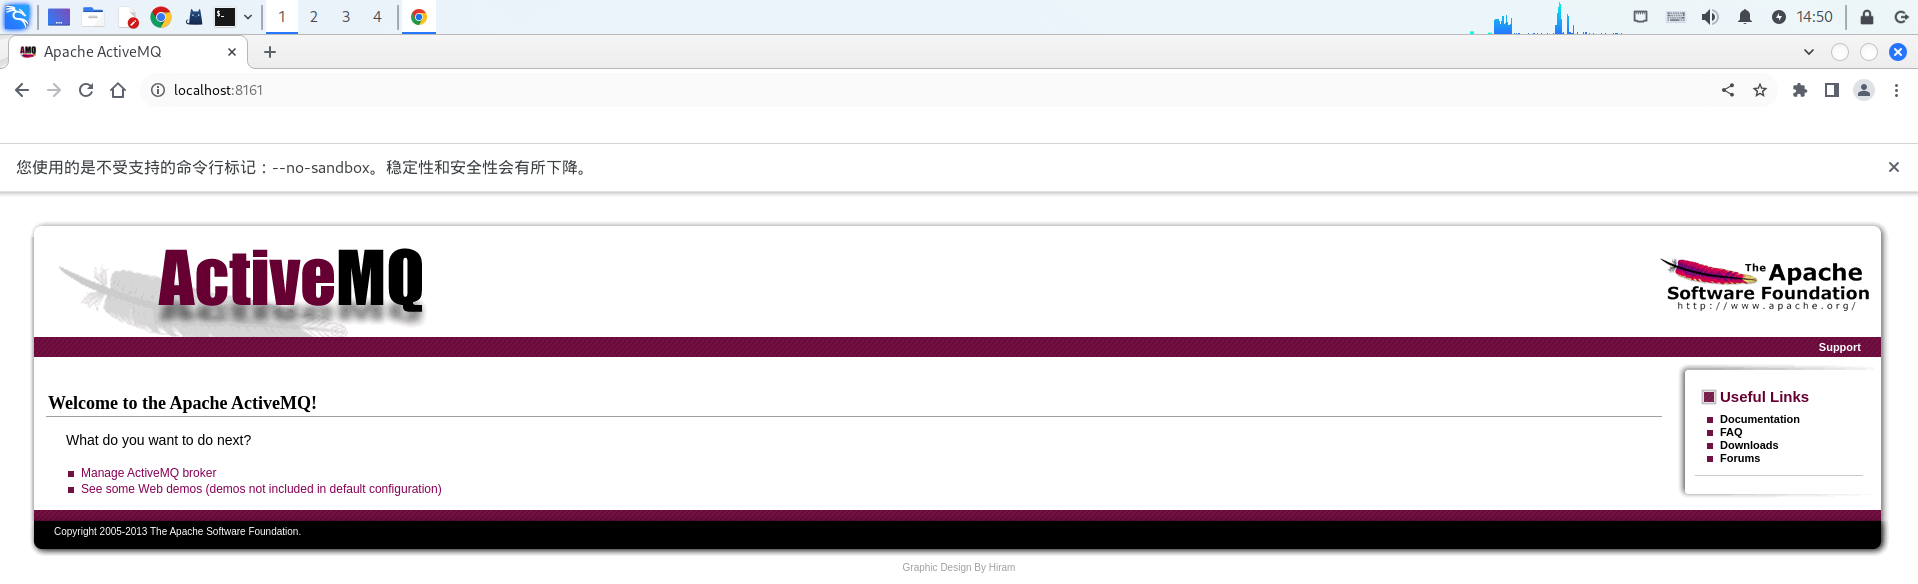 1 2 3 4 14:50
AMQ Apache ActiveMQ
localhost:8161
您使用的是不受支持的命令行标记：--no-sandbox。稳定性和安全性会有所下降。
ActiveMQ
The Apache
Software Foundation
http://www.apache.org/
Support
Welcome to the Apache ActiveMQ!
What do you want to do next?
Manage ActiveMQ broker
See some Web demos (demos not included in default configuration)
Useful Links
Documentation
FAQ
Downloads
Forums
Copyright 2005-2013 The Apache Software Foundation.
Graphic Design By Hiram